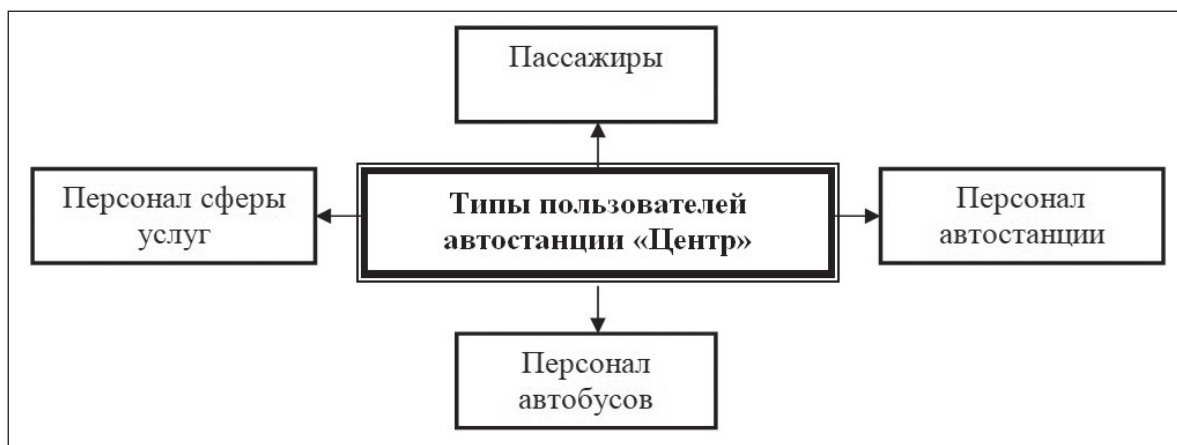 Пассажиры
Персонал сферы
услуг
Типы пользователей
автостанции «Центр»
Персонал
автостанции
Персонал
автобусов